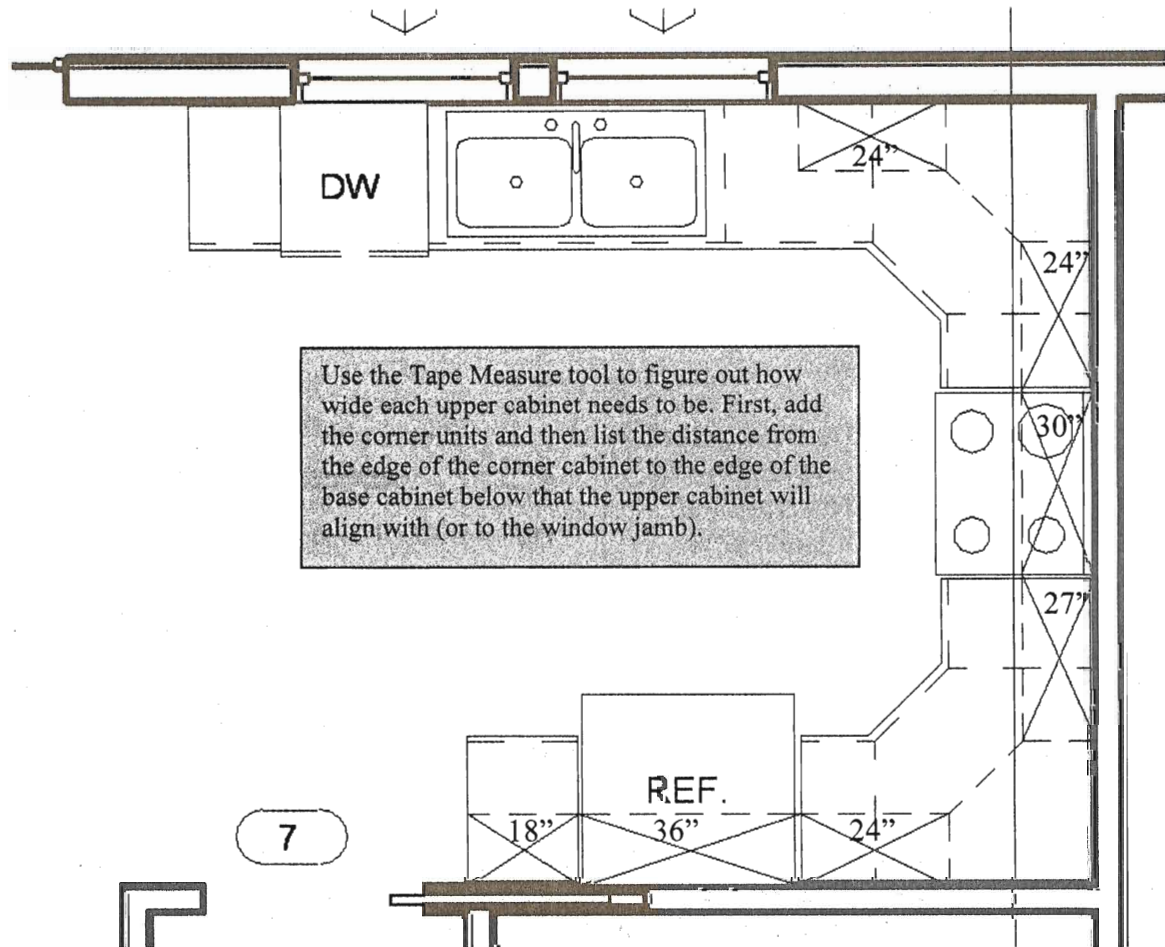 24”
DW
24”
Use the Tape Measure tool to figure out how
wide each upper cabinet needs to be. First, add
the corner units and then list the distance from
the edge of the corner cabinet to the edge of the
base cabinet below that the upper cabinet will
align with (or to the window jamb).
30”
27”
REF.
18”
36”
24”
7